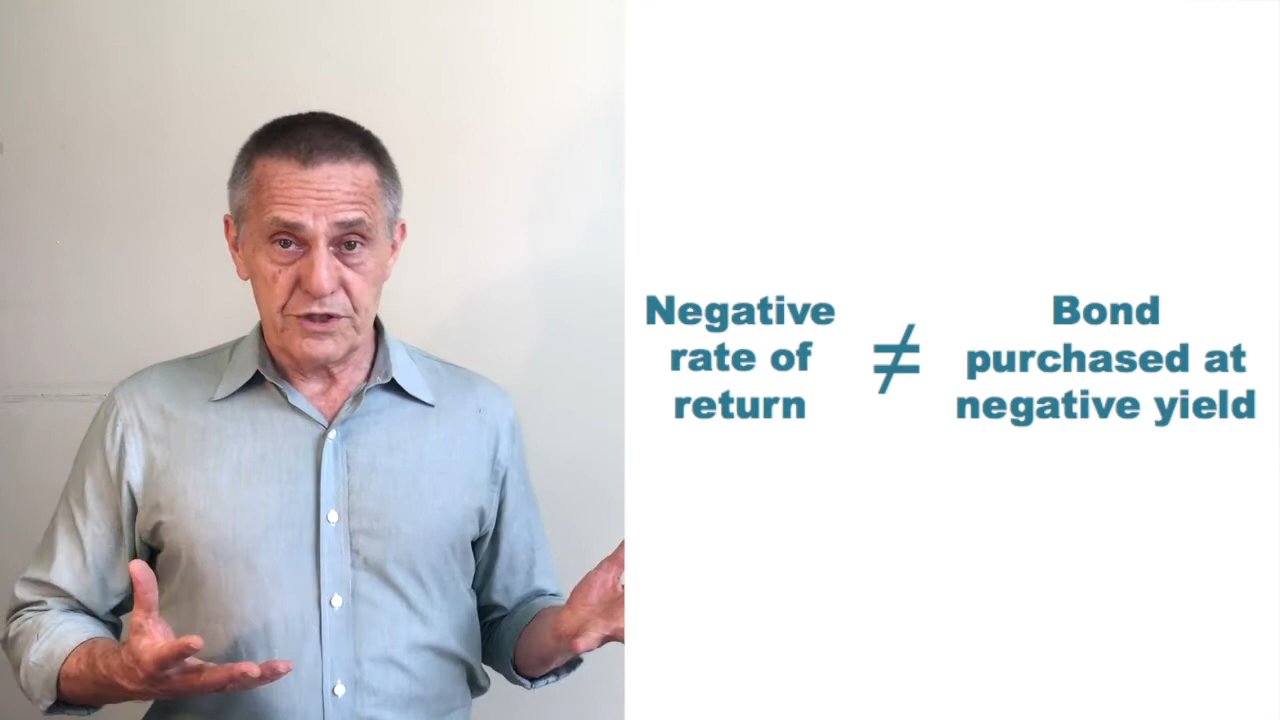 Negative
rate of
return
≠
Bond
purchased at
negative yield